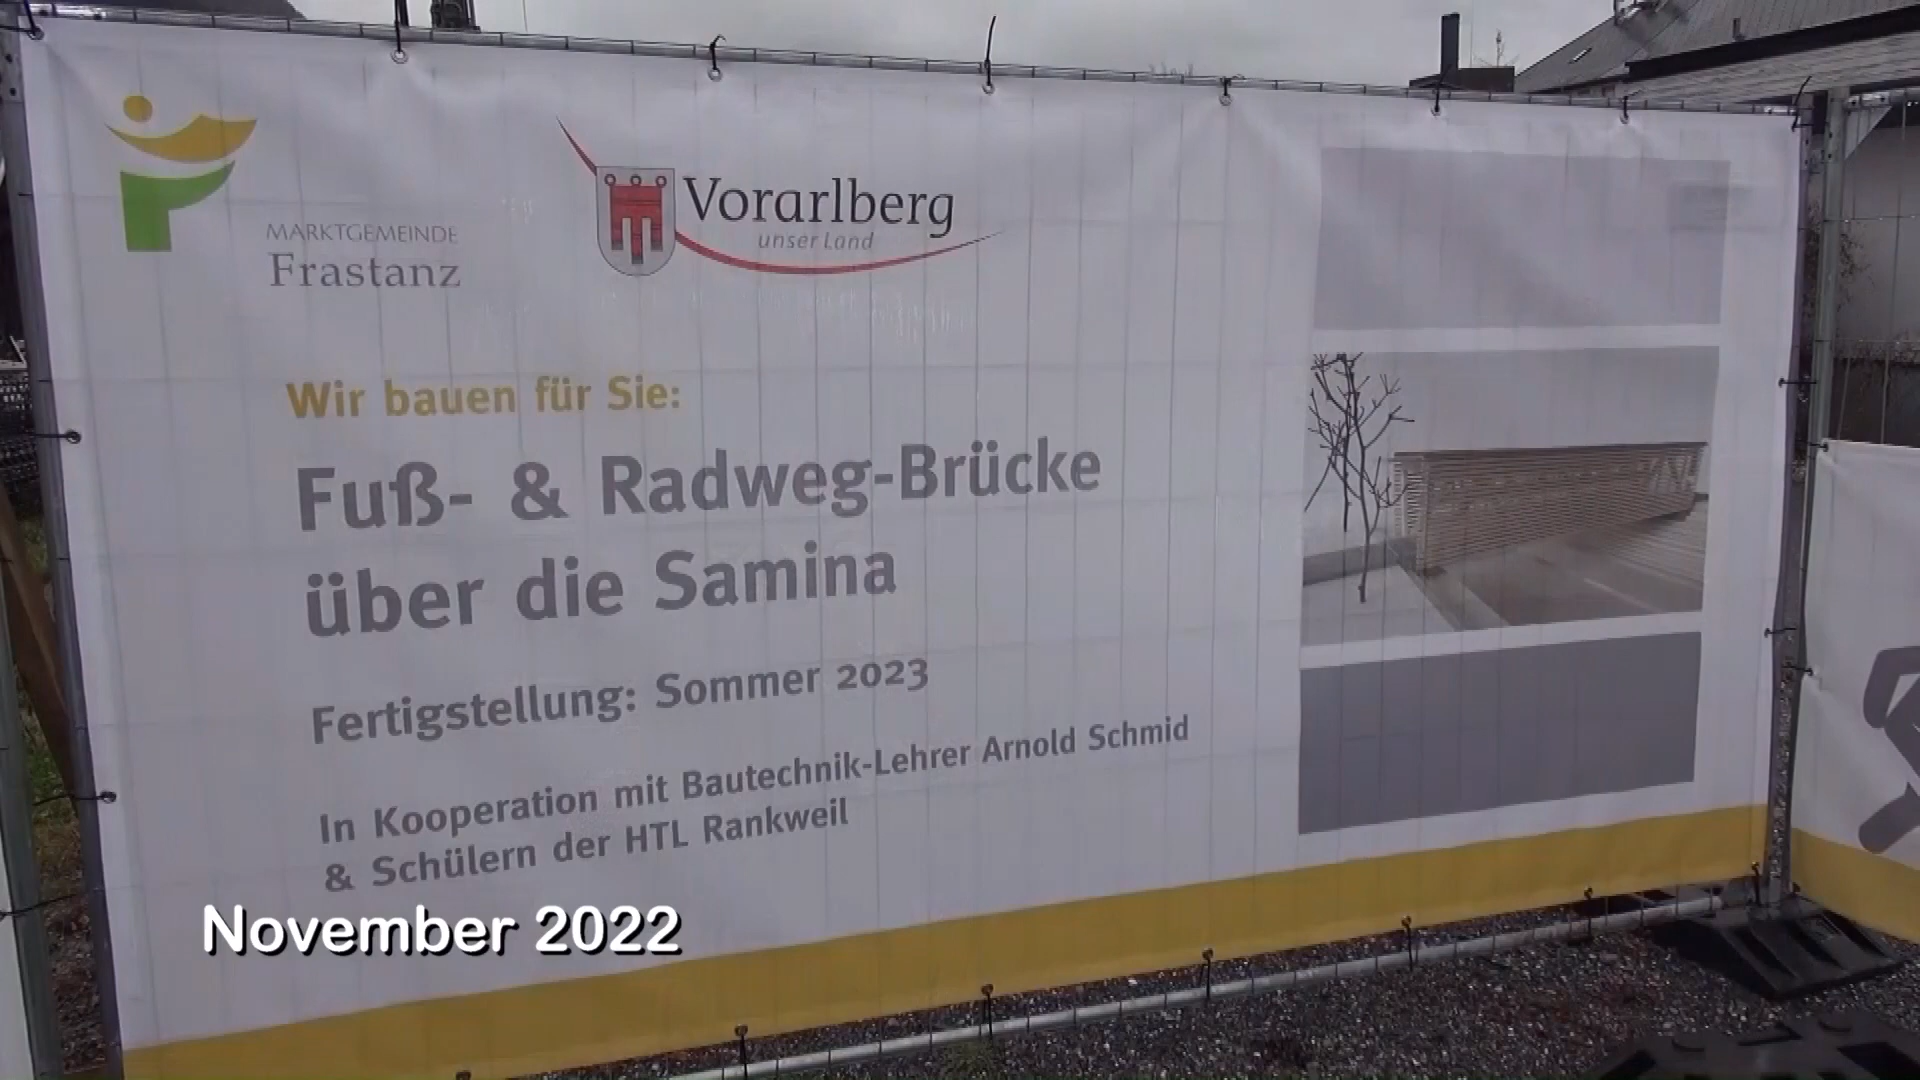 MARKTGEMEINDE
Frastanz
Vorarlberg
unser Land
Wir bauen für Sie:
Fuß- & Radweg-Brücke
über die Samina
Fertigstellung: Sommer 2023
In Kooperation mit Bautechnik-Lehrer Arnold Schmid
& Schülern der HTL Rankweil
November 2022